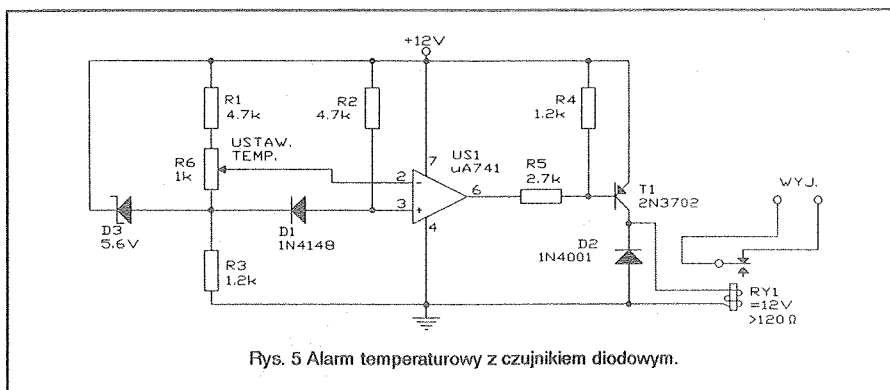 +12V
R1
4.7k
R2
4.7k
R4
1.2k
R6
1k
USTAW.
TEMP.
2
-
3
+
7
4
6
US1
uA741
R5
2.7k
T1
2N3702
WYJ.
D3
5.6V
D1
1N4148
D2
1N4001
R3
1.2k
RY1
=12V
>120Ω
Rys. 5 Alarm temperaturowy z czujnikiem diodowym.